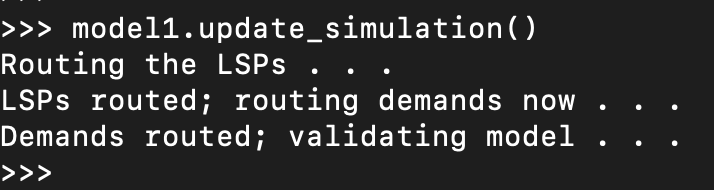 >>> model1.update_simulation()
Routing the LSPs . . .
LSPs routed; routing demands now . . .
Demands routed; validating model . . .
>>>